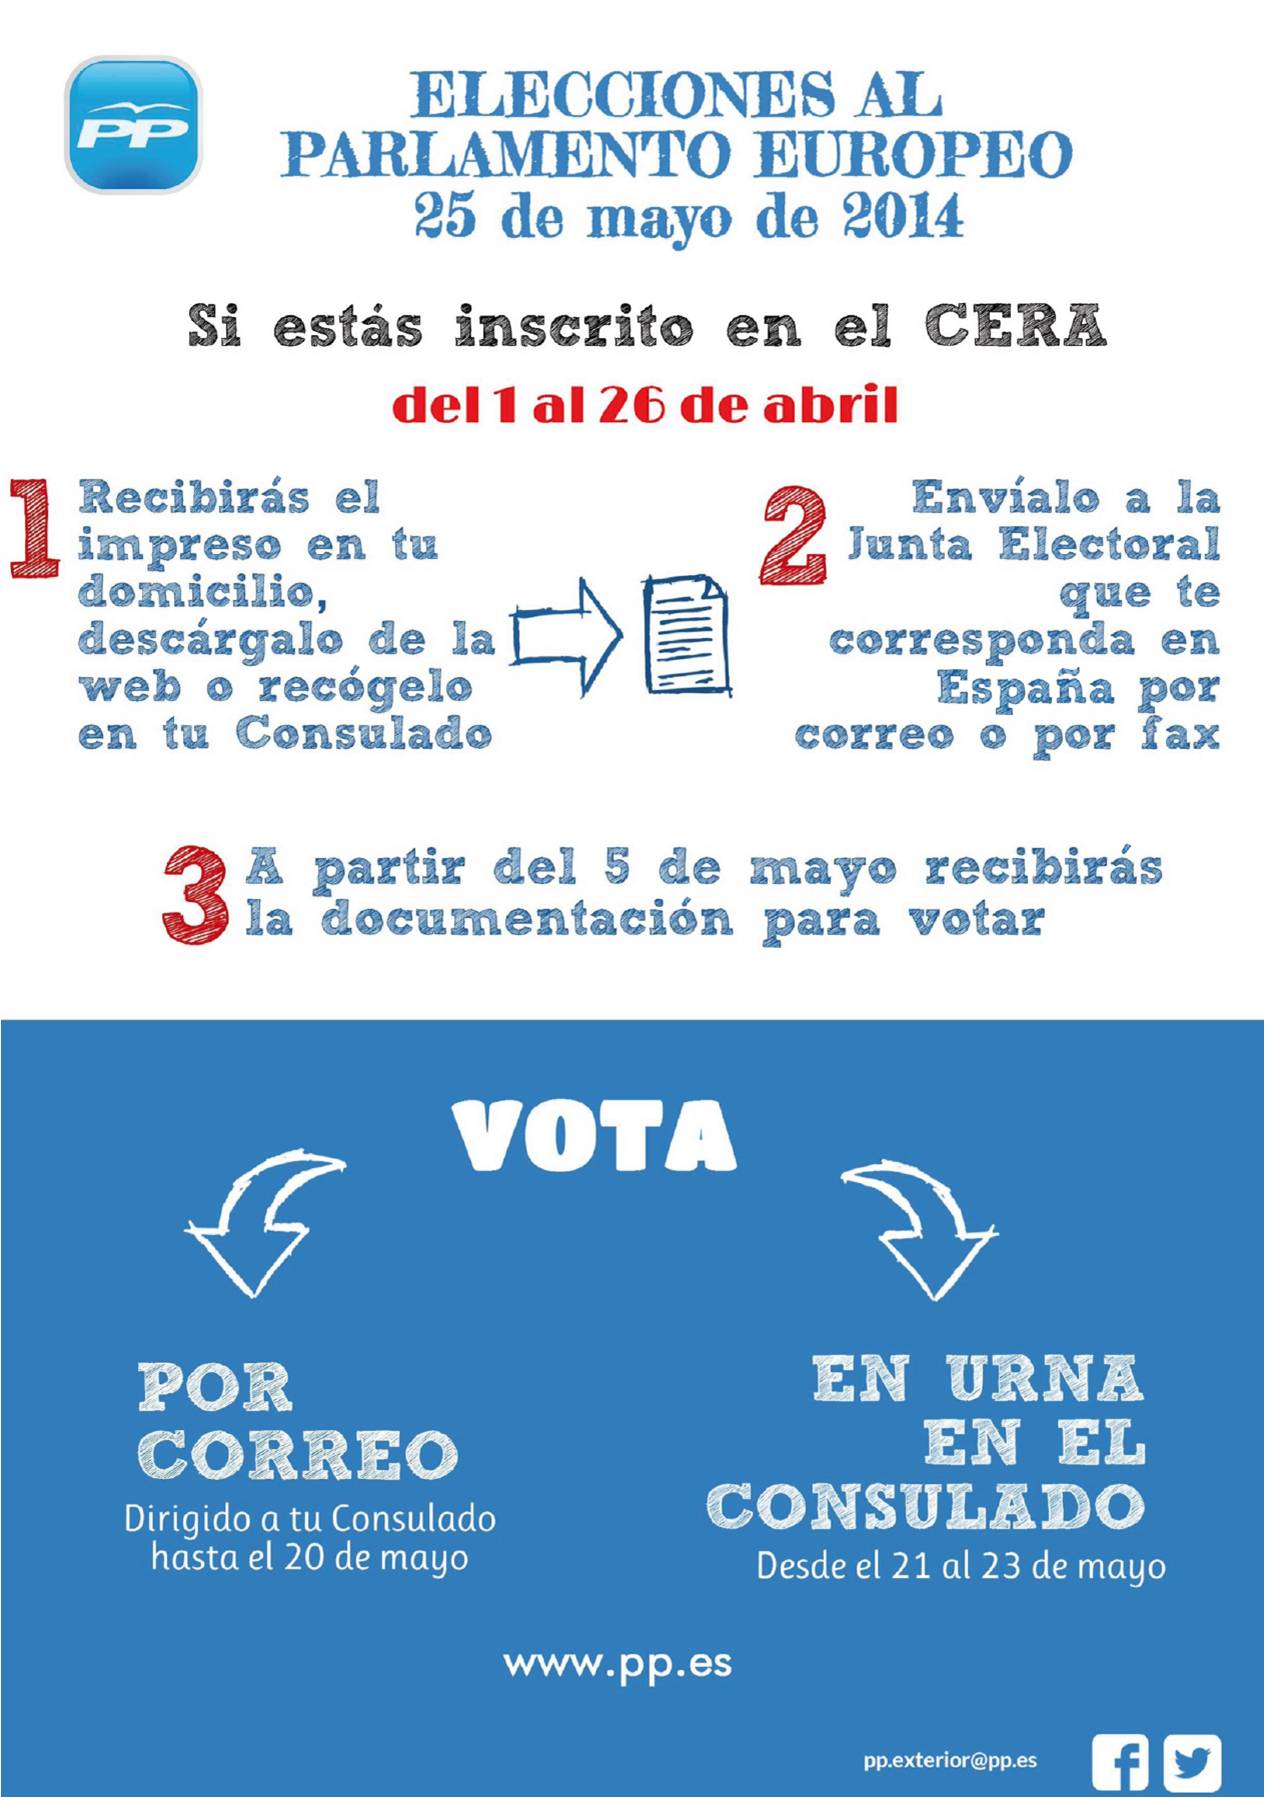 PP
ELECCIONES AL
PARLAMENTO EUROPEO
25 de mayo de 2014
Si estás inscrito en el CERA
del 1 al 26 de abril
1
Recibirás el
impreso en tu
domicilio,
descárgalo de la
web o recógelo
en tu Consulado
2
Envíalo a la
Junta Electoral
que te
corresponda en
España por
correo o por fax
3
A partir del 5 de mayo recibirás
la documentación para votar
VOTA
POR
CORREO
Dirigido a tu Consulado
hasta el 20 de mayo
EN URNA
EN EL
CONSULADO
Desde el 21 al 23 de mayo
www.pp.es
pp.exterior@pp.es